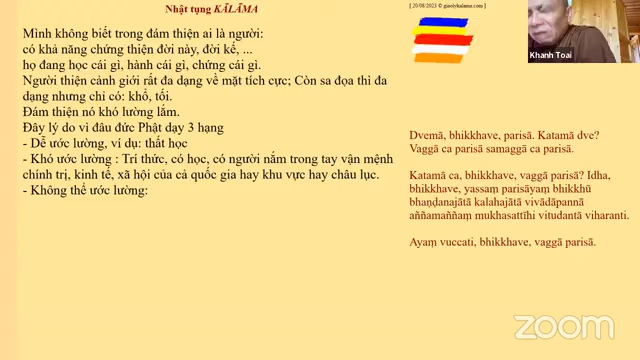 Nhật tụng KĀLĀMA
Mình không biết trong đám thiện ai là người:
có khả năng chứng thiện đời này, đời kế, ...
họ đang học cái gì, hành cái gì, chứng cái gì.
Người thiện cảnh giới rất đa dạng về mặt tích cực; Còn sa đọa thì đa
dạng nhưng chỉ có: khổ, tối.
Đám thiện nó khó lường lắm.
Đây lý do vì đâu đức Phật dạy 3 hạng
- Dễ ước lường, ví dụ: thất học
- Khó ước lường : Trí thức, có học, có người nắm trong tay vận mệnh
chính trị, kinh tế, xã hội của cả quốc gia hay khu vực hay châu lục.
- Không thể ước lường:
[ 20/08/2023 © giaolykalama.com ]
Khanh Toai
Dvemā, bhikkhave, parisā. Katamā dve?
Vaggā ca parisā samaggā ca parisā.
Katamā ca, bhikkhave, vaggā parisā? Idha,
bhikkhave, yassaṃ parisāyaṃ bhikkhū
bhaṇḍanajātā kalahajātā vivādāpannā
aññamaññaṃ mukhasattīhi vitudantā viharanti.
Ayaṃ vuccati, bhikkhave, vaggā parisā.
zoom